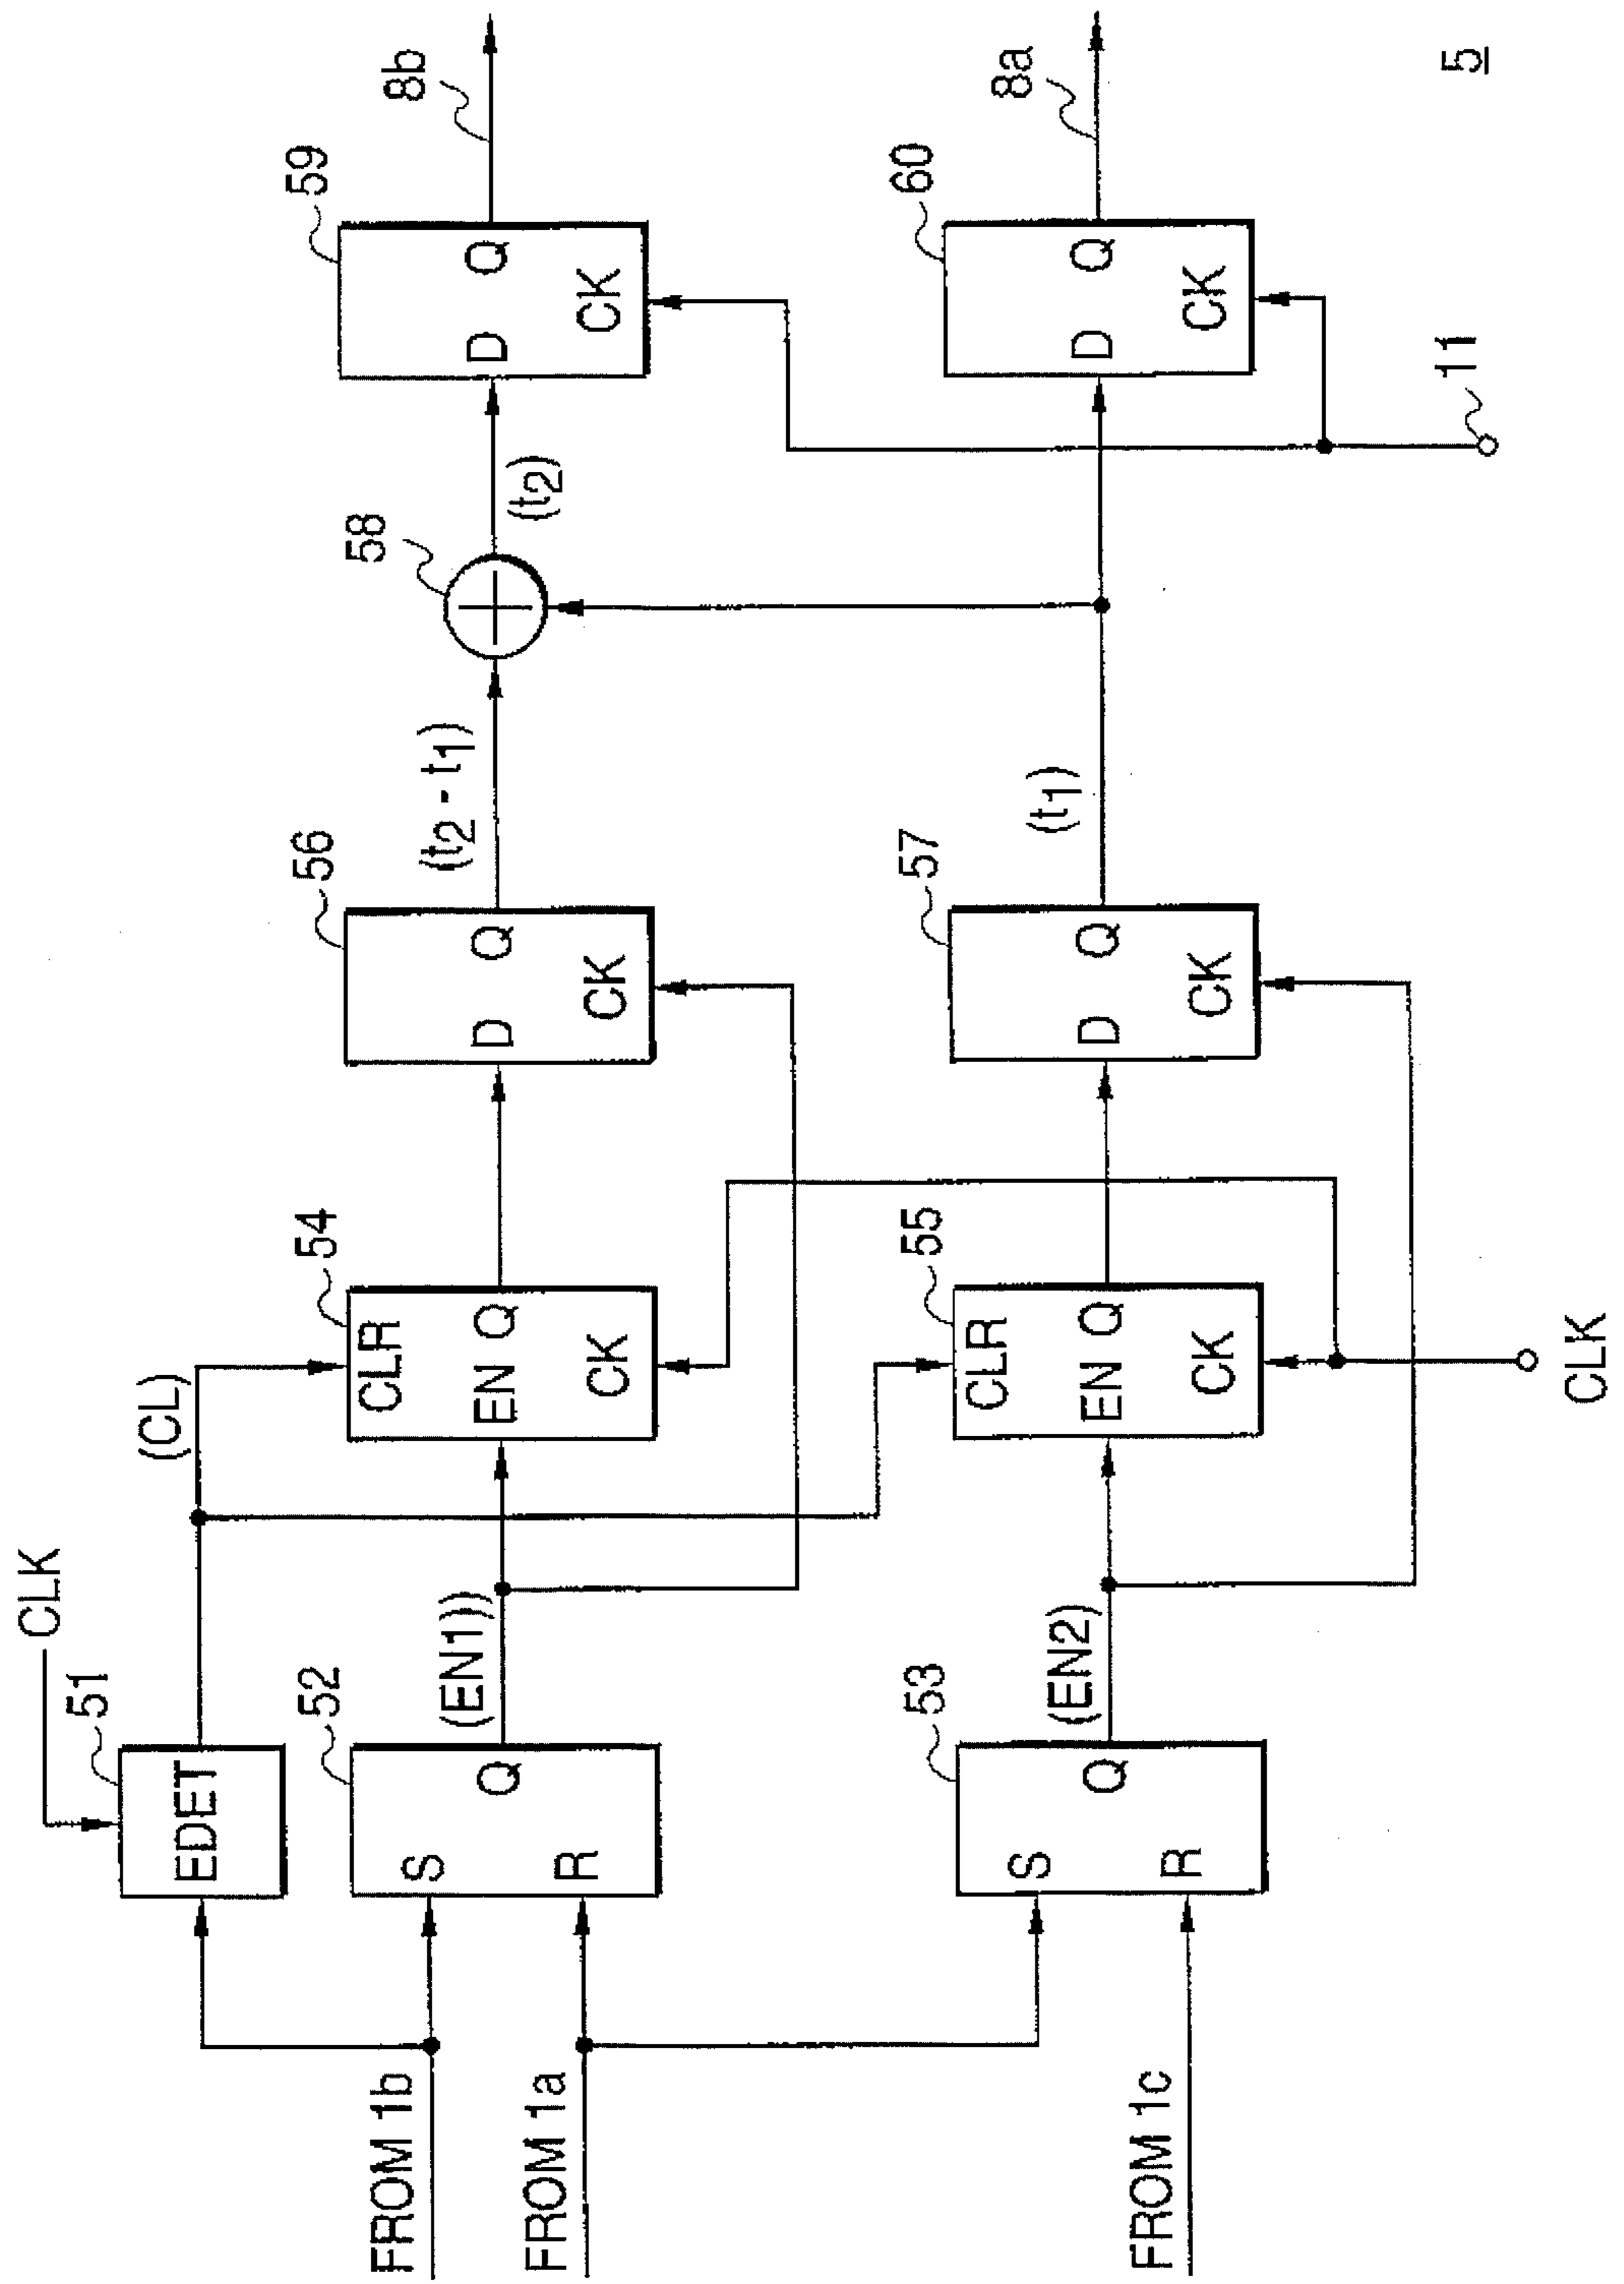 CLK
51
EDET
(CL)
FROM 1b
FROM 1a
52
S
R
Q
(EN1))
54
CLR
EN Q
CK
56
D Q
CK
(t2 - t1)
58
(t2)
59
D Q
CK
8b
FROM 1c
53
S
R
Q
(EN2)
55
CLR
EN Q
CK
57
D Q
CK
(t1)
60
D Q
CK
8a
CLK
11
5